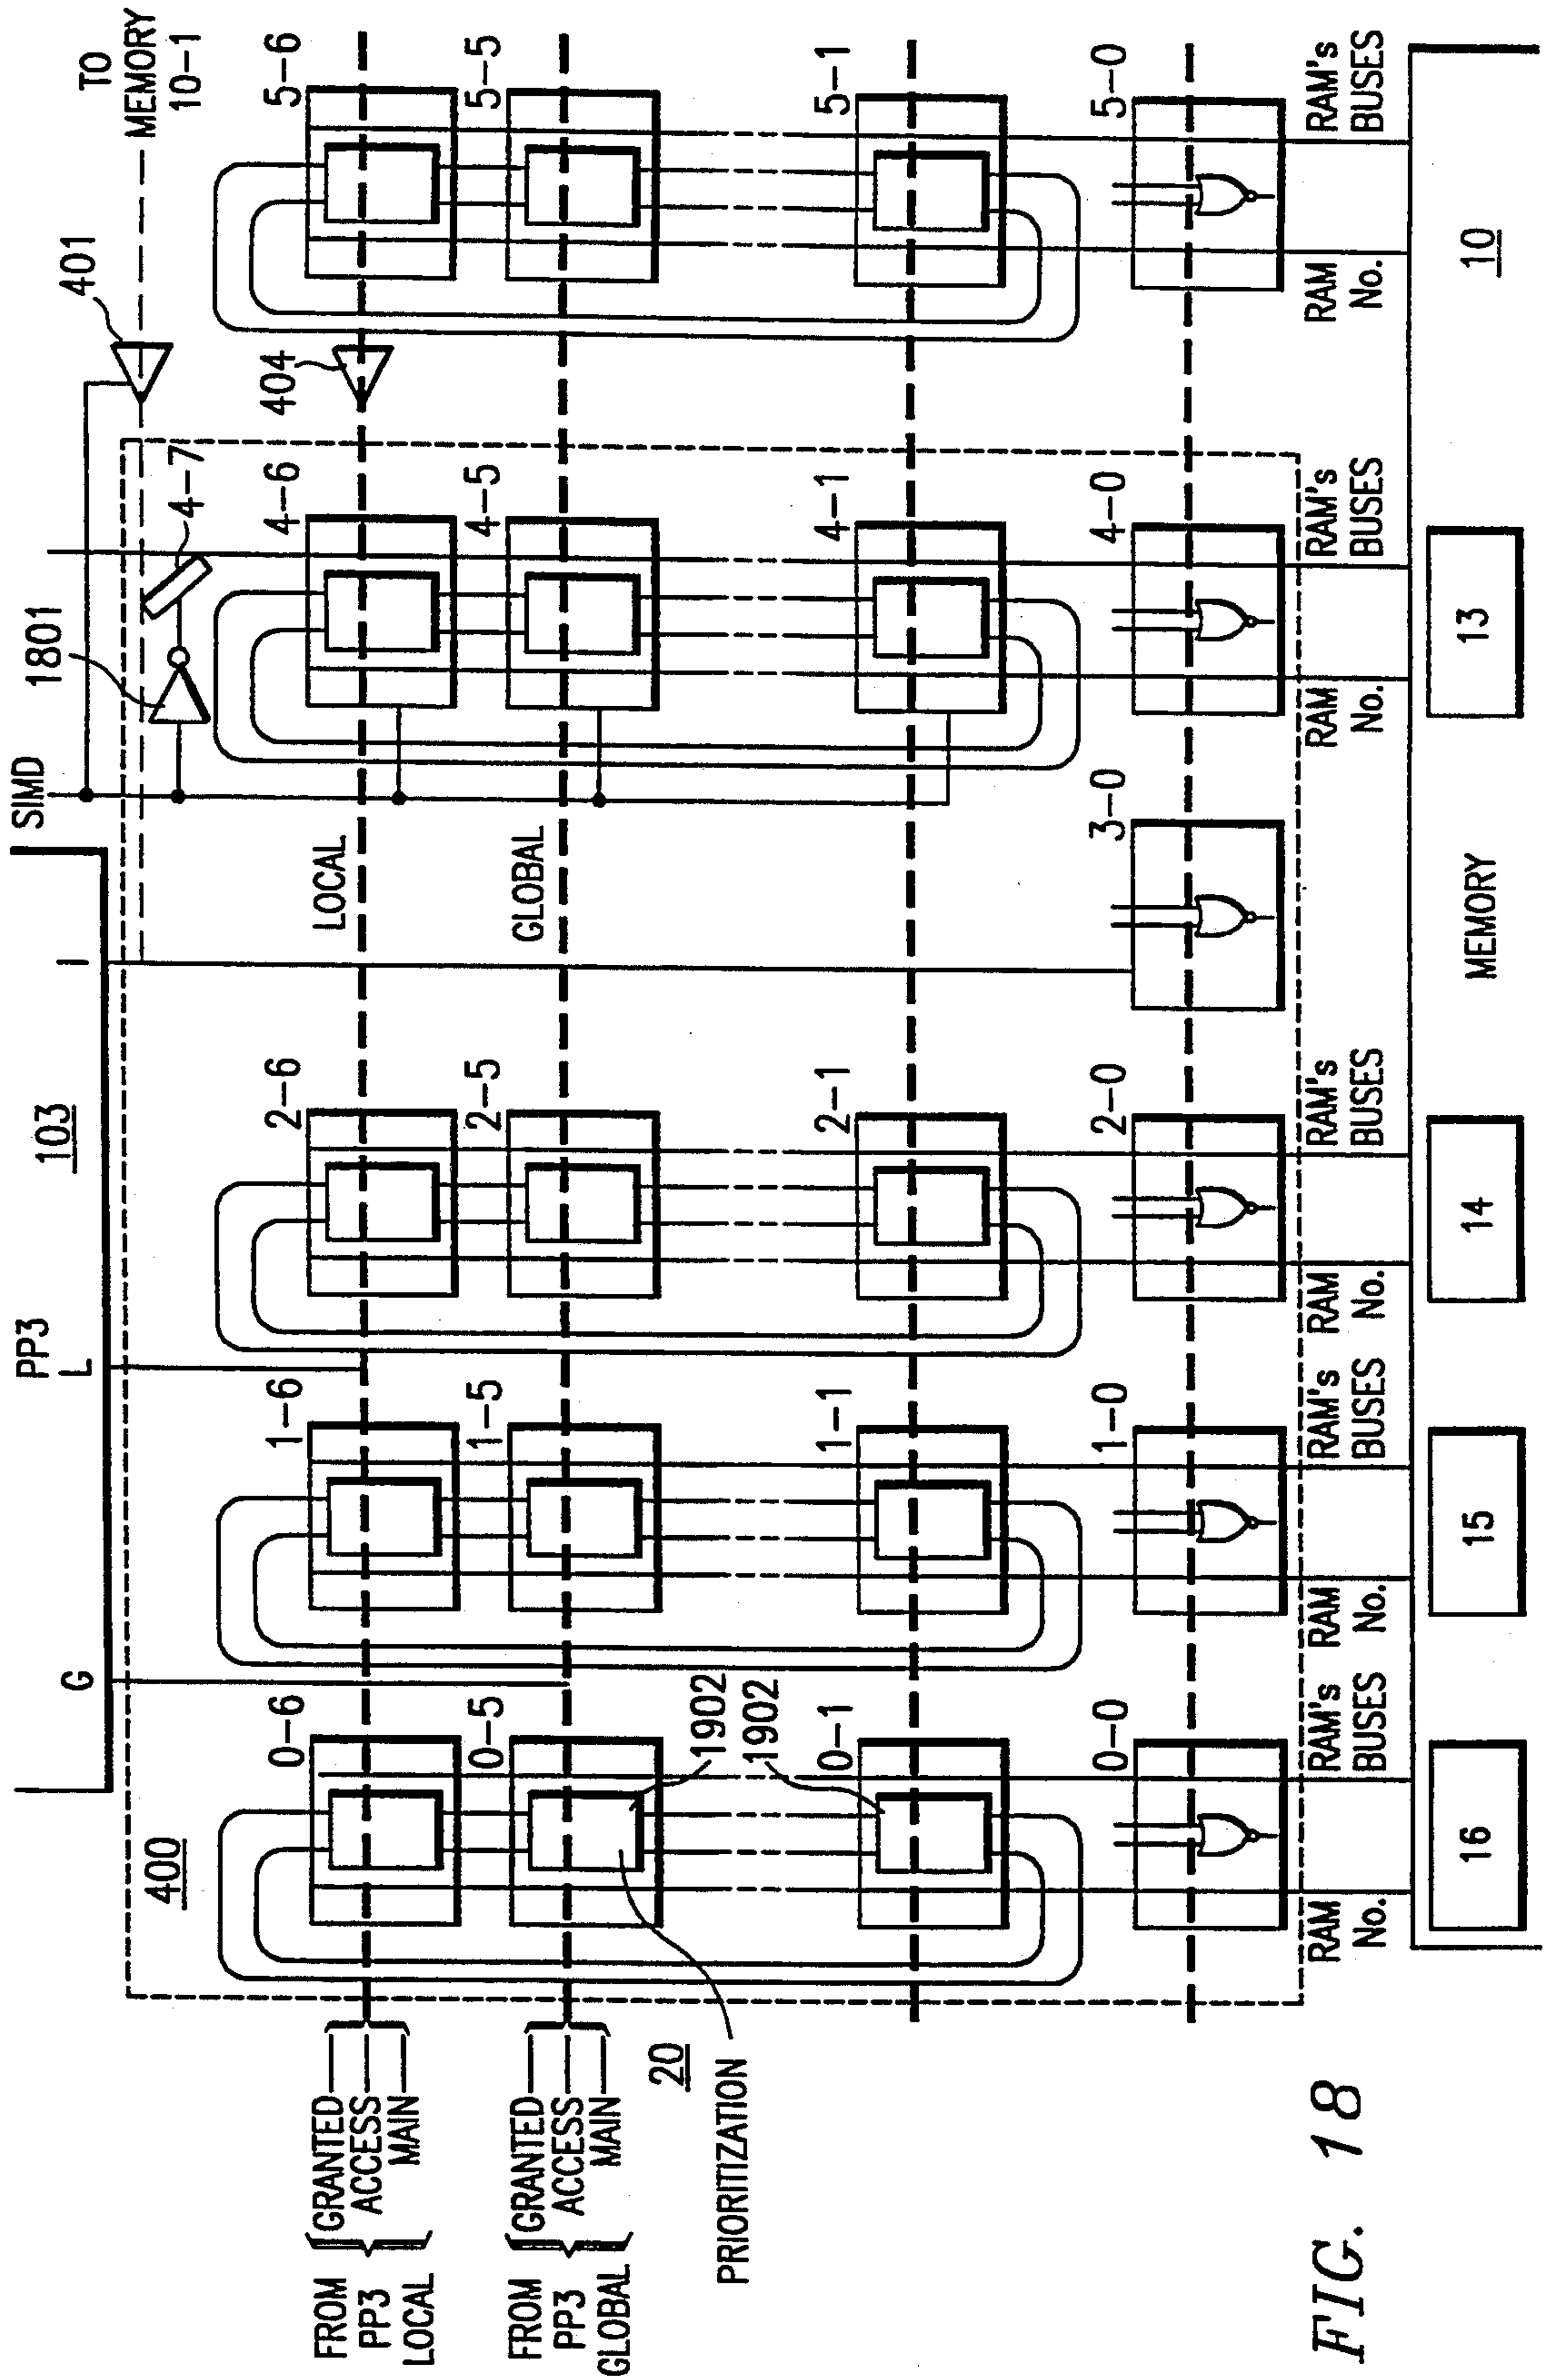 103
PP3
G
L
I
SIMD
1801
4-7
401
TO
MEMORY
10-1
400
FROM
PP3
LOCAL
GRANTED
ACCESS
MAIN
0-6
1-6
2-6
LOCAL
4-6
404
5-6
FROM
PP3
GLOBAL
GRANTED
ACCESS
MAIN
0-5
1-5
2-5
GLOBAL
4-5
5-5
20
PRIORITIZATION
1902
1902
0-1
1-1
2-1
4-1
5-1
0-0
1-0
2-0
3-0
4-0
5-0
RAM
No.
RAM's
BUSES
RAM
No.
RAM's
BUSES
RAM
No.
RAM's
BUSES
RAM
No.
RAM's
BUSES
RAM
No.
RAM's
BUSES
16
15
14
MEMORY
13
10
FIG. 18